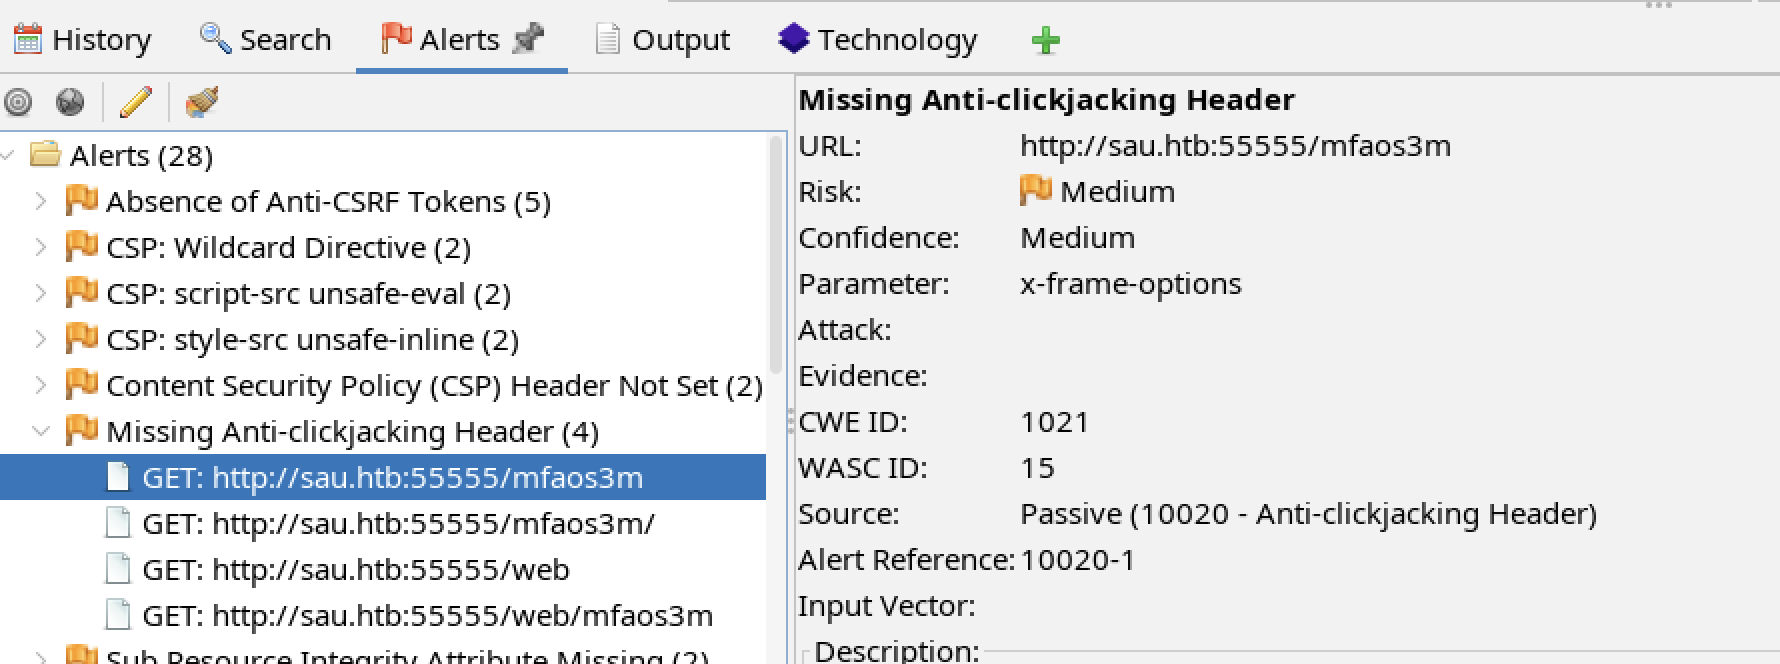 History Search Alerts Output Technology
Alerts (28)
Absence of Anti-CSRF Tokens (5)
CSP: Wildcard Directive (2)
CSP: script-src unsafe-eval (2)
CSP: style-src unsafe-inline (2)
Content Security Policy (CSP) Header Not Set (2)
Missing Anti-clickjacking Header (4)
GET: http://sau.htb:55555/mfaos3m
GET: http://sau.htb:55555/mfaos3m/
GET: http://sau.htb:55555/web
GET: http://sau.htb:55555/web/mfaos3m
Sub Resource Integrity Attribute Missing (2)
Missing Anti-clickjacking Header
URL: http://sau.htb:55555/mfaos3m
Risk: Medium
Confidence: Medium
Parameter: x-frame-options
Attack:
Evidence:
CWE ID: 1021
WASC ID: 15
Source: Passive (10020 - Anti-clickjacking Header)
Alert Reference: 10020-1
Input Vector:
Description: